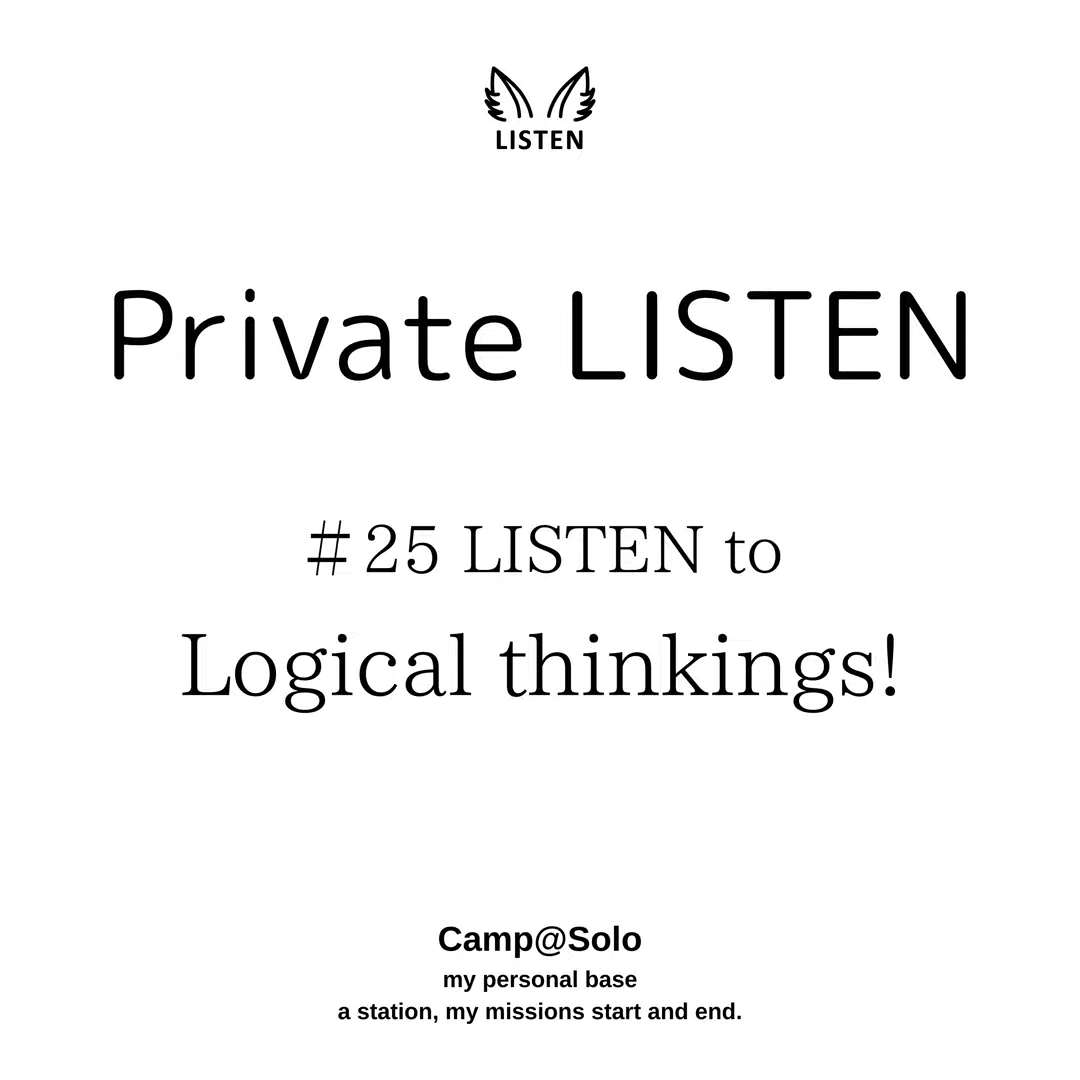 LISTEN
Private LISTEN
#25 LISTEN to
Logical thinkings!
Camp@Solo
my personal base
a station, my missions start and end.